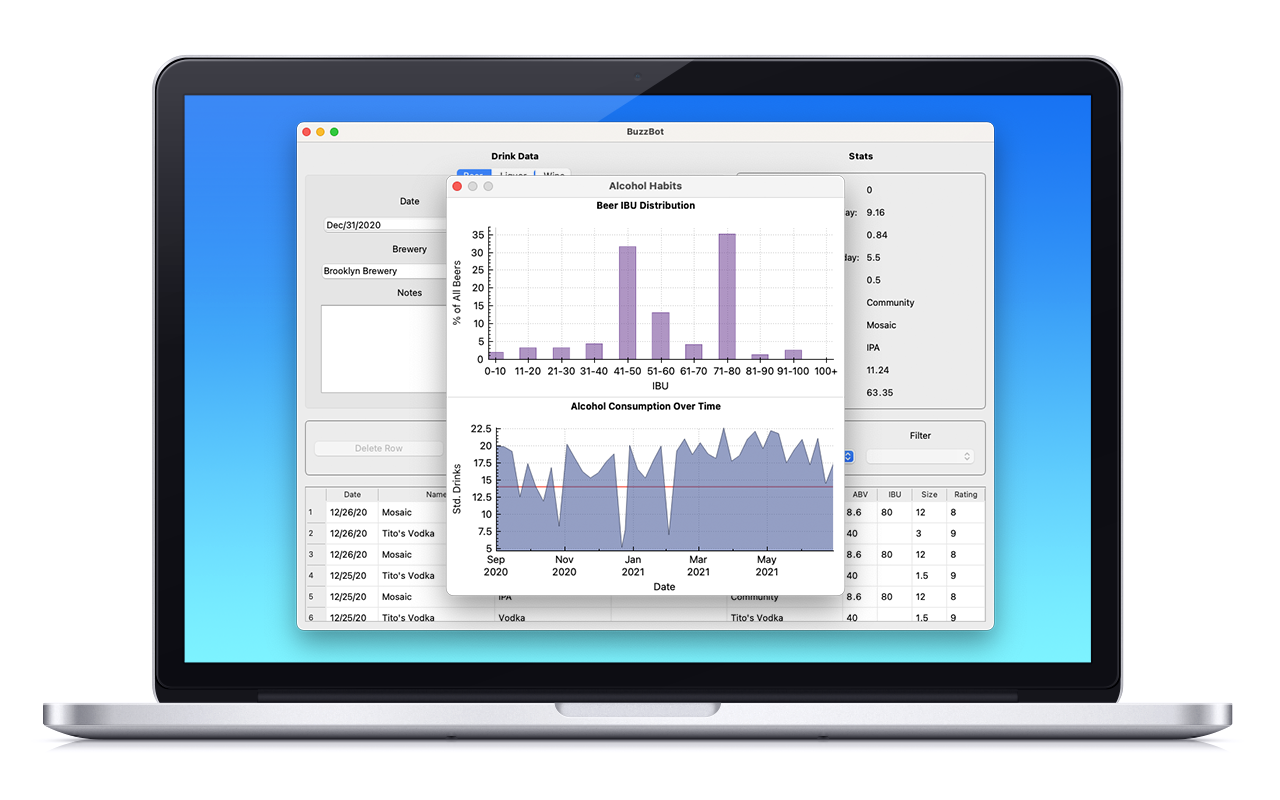 BuzzBot
Drink Data
Stats
Date
Dec/31/2020
Brewery
Brooklyn Brewery
Notes
Delete Row
Alcohol Habits
Beer IBU Distribution
% of All Beers
35
30
25
20
15
10
5
0
0-10 11-20 21-30 31-40 41-50 51-60 61-70 71-80 81-90 91-100 100+
IBU
Alcohol Consumption Over Time
Std. Drinks
22.5
20
17.5
15
12.5
10
7.5
5
Sep Nov Jan Mar May
2020 2020 2021 2021 2021
Date
0
ay: 9.16
0.84
day: 5.5
0.5
Community
Mosaic
IPA
11.24
63.35
Filter
Date Name ABV IBU Size Rating
1 12/26/20 Mosaic 8.6 80 12 8
2 12/26/20 Tito's Vodka 40 3 9
3 12/26/20 Mosaic 8.6 80 12 8
4 12/25/20 Tito's Vodka 40 1.5 9
5 12/25/20 Mosaic IPA Community 8.6 80 12 8
6 12/25/20 Tito's Vodka Vodka Tito's Vodka 40 1.5 9